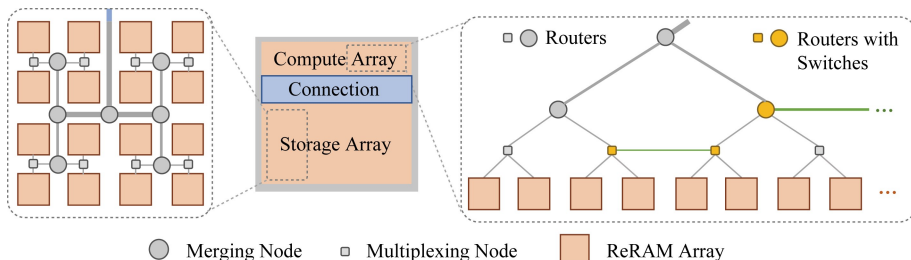 Compute Array
Connection
Storage Array
Routers
Routers with
Switches
...
...
Merging Node
Multiplexing Node
ReRAM Array